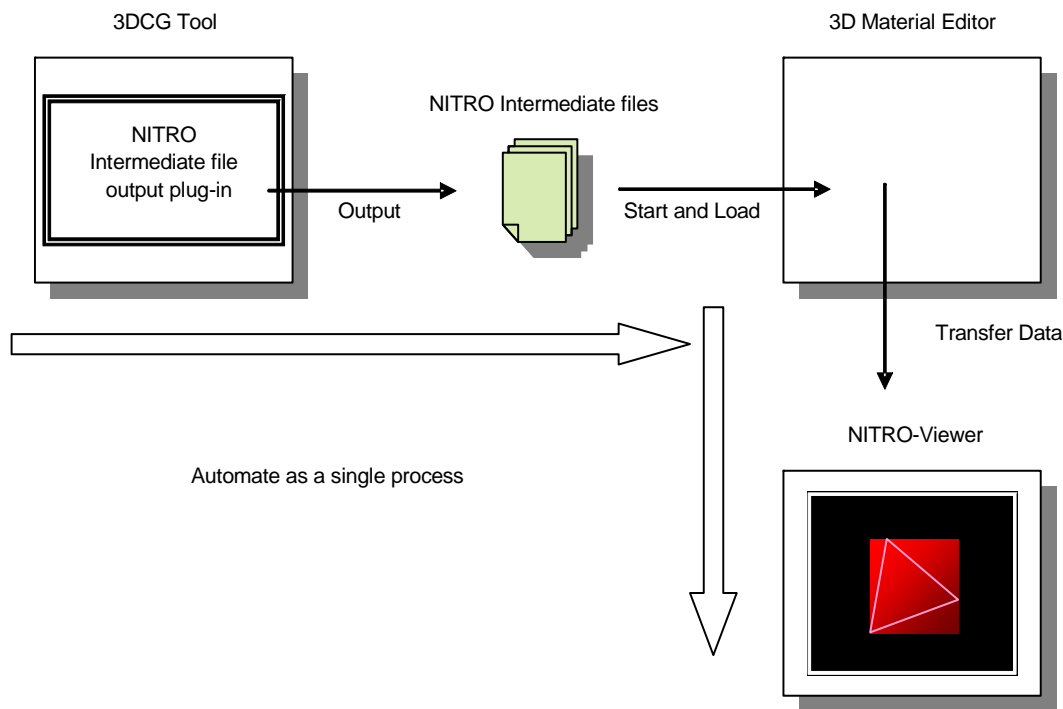 3DCG Tool
3D Material Editor
NITRO Intermediate files
NITRO
Intermediate file
output plug-in
Output
Start and Load
Transfer Data
NITRO-Viewer
Automate as a single process